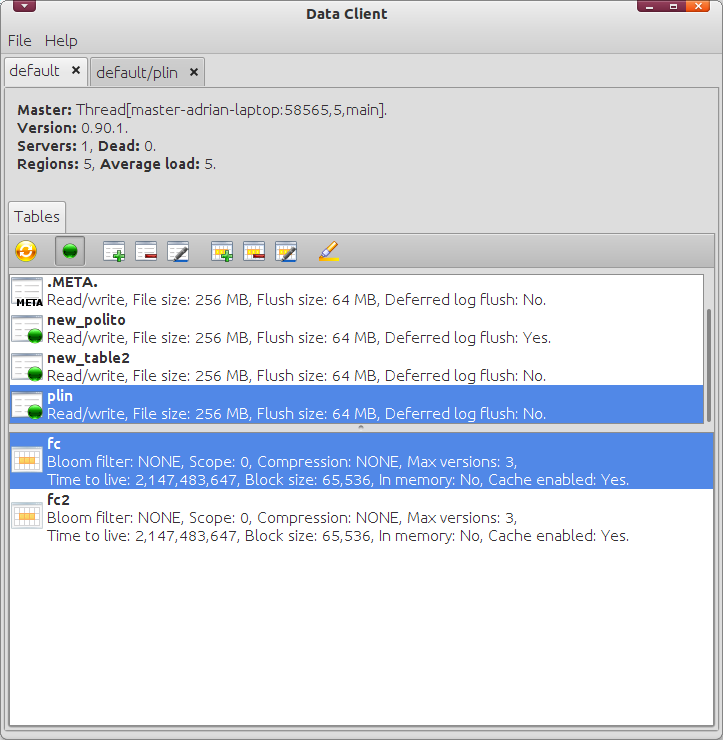 Data Client
File Help
default × default/plin ×
Master: Thread[master-adrian-laptop:58565,5,main].
Version: 0.90.1.
Servers: 1, Dead: 0.
Regions: 5, Average load: 5.
Tables
.META.
META
Read/write, File size: 256 MB, Flush size: 64 MB, Deferred log flush: No.
new_polito
Read/write, File size: 256 MB, Flush size: 64 MB, Deferred log flush: Yes.
new_table2
Read/write, File size: 256 MB, Flush size: 64 MB, Deferred log flush: No.
plin
Read/write, File size: 256 MB, Flush size: 64 MB, Deferred log flush: No.
fc
Bloom filter: NONE, Scope: 0, Compression: NONE, Max versions: 3,
Time to live: 2,147,483,647, Block size: 65,536, In memory: No, Cache enabled: Yes.
fc2
Bloom filter: NONE, Scope: 0, Compression: NONE, Max versions: 3,
Time to live: 2,147,483,647, Block size: 65,536, In memory: No, Cache enabled: Yes.